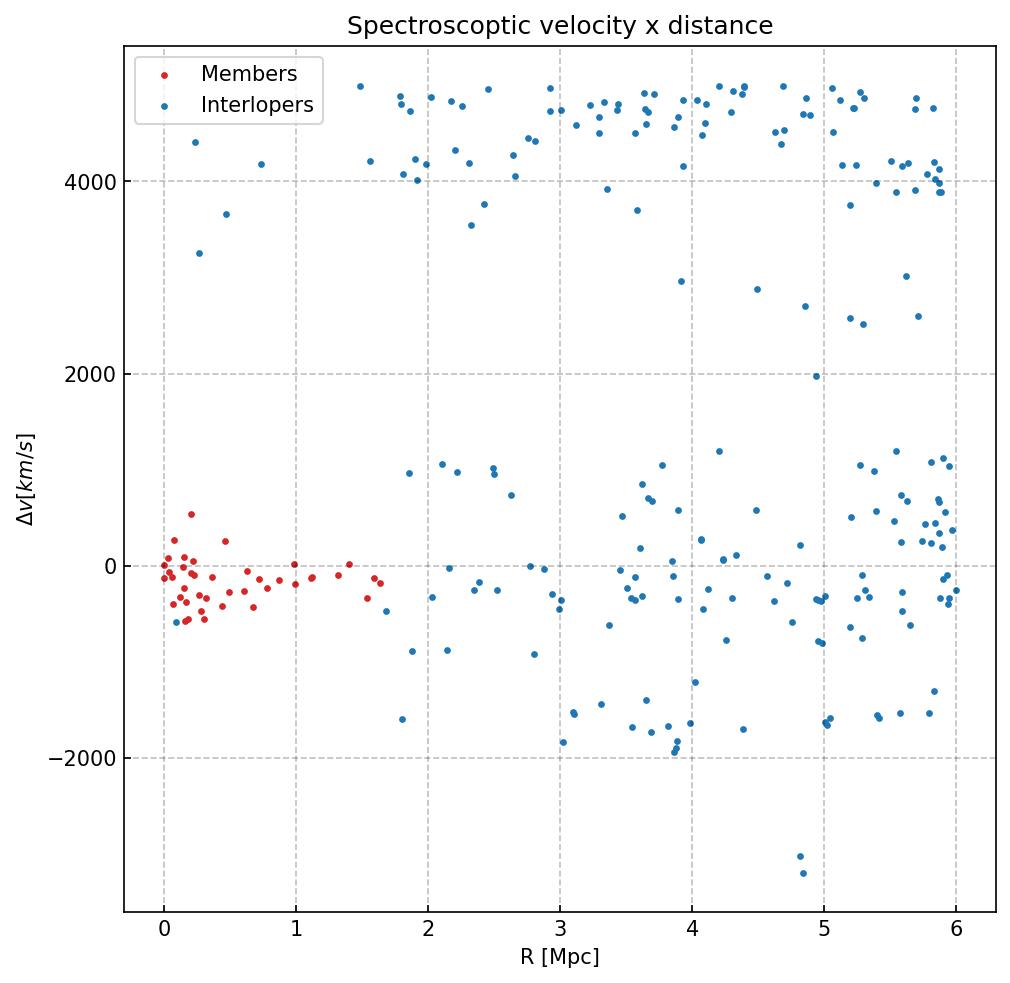 Spectroscoptic velocity x distance
Members
Interlopers
4000
2000
0
−2000
Δv[km/s]
0 1 2 3 4 5 6
R [Mpc]